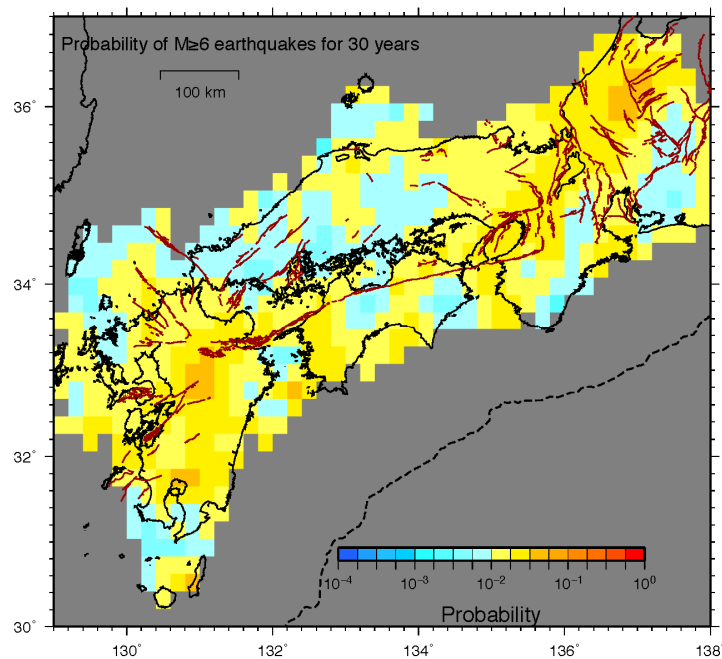 Probability of M≥6 earthquakes for 30 years
100 km
36°
34°
32°
30°
10⁻⁴ 10⁻³ 10⁻² 10⁻¹ 10⁰
Probability
130° 132° 134° 136° 138°